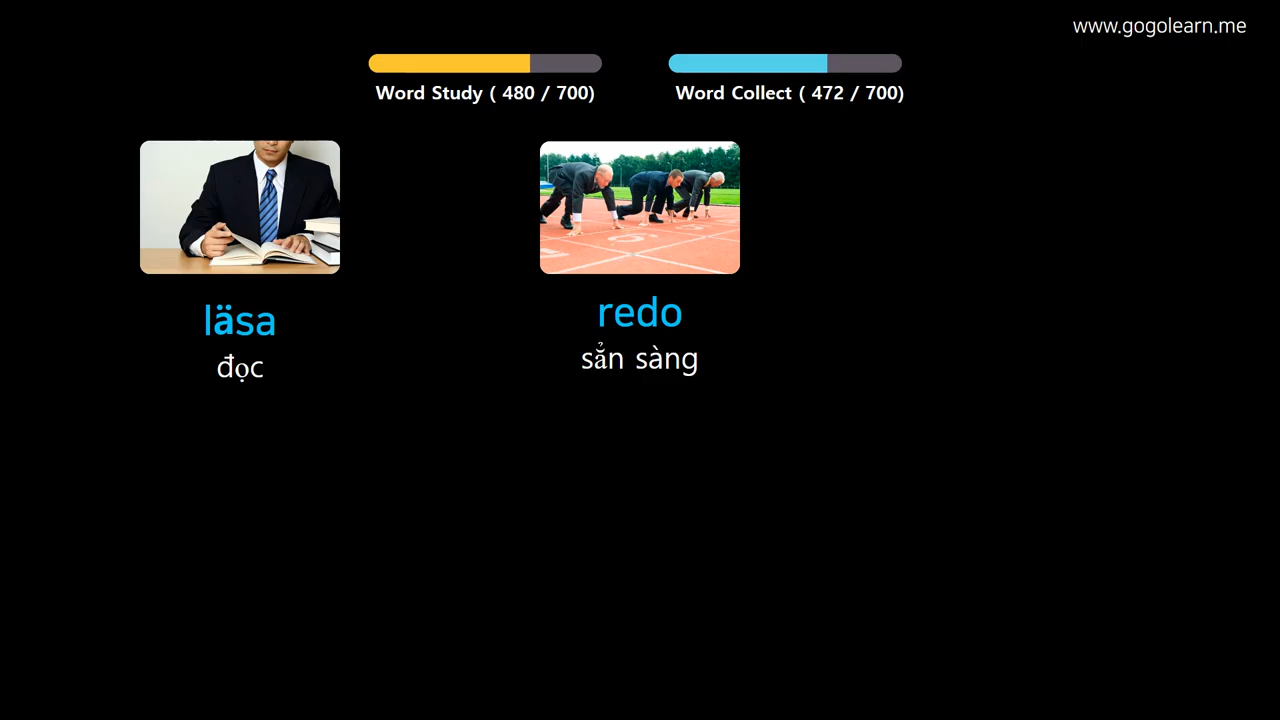 www.gogolearn.me
Word Study ( 480 / 700)
Word Collect ( 472 / 700)
läsa
đọc
redo
sẳn sàng